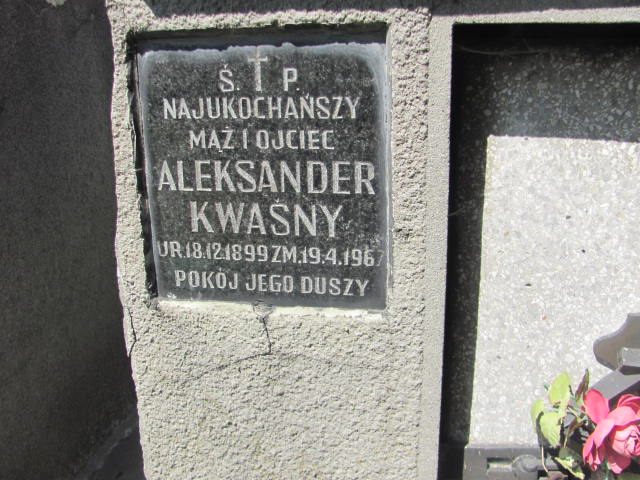 Ś. † P.
NAJUKOCHAŃSZY
MĄŻ I OJCIEC
ALEKSANDER
KWAŚNY
UR.18.12.1899 ZM.19.4.1967
POKÓJ JEGO DUSZY